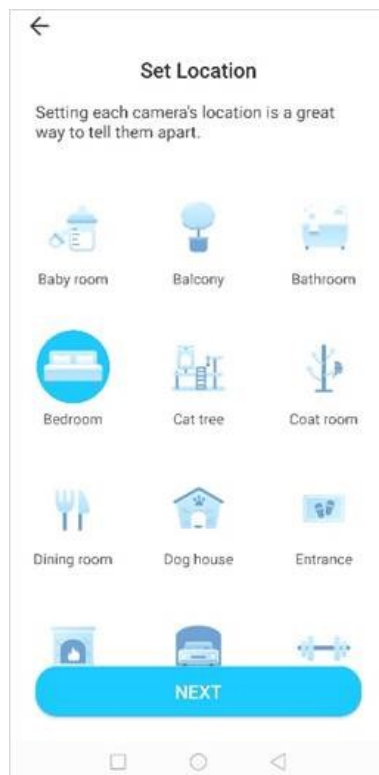 Set Location
Setting each camera's location is a great
way to tell them apart.
Baby room
Balcony
Bathroom
Bedroom
Cat tree
Coat room
Dining room
Dog house
Entrance
NEXT